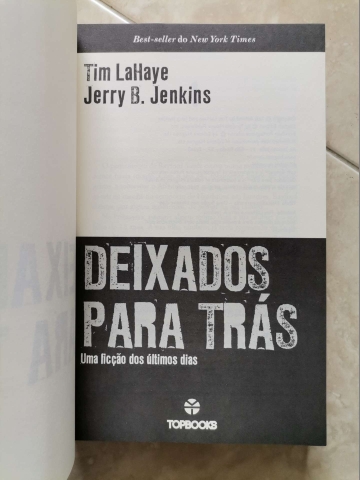 Best-seller do New York Times
Tim LaHaye
Jerry B. Jenkins
DEIXADOS
PARA TRÁS
Uma ficção dos últimos dias
TOPBOOKS